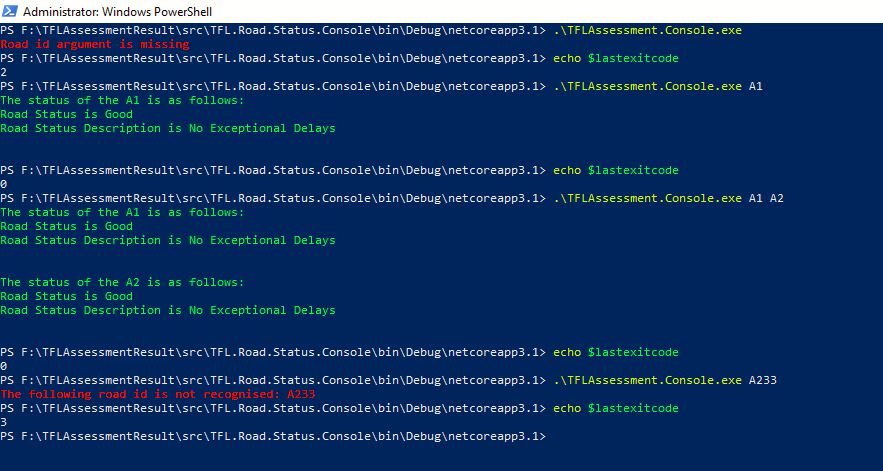 Administrator: Windows PowerShell
PS F:\TFLAssessmentResult\src\TFL.Road.Status.Console\bin\Debug\netcoreapp3.1> .\TFLAssessment.Console.exe
Road id argument is missing
PS F:\TFLAssessmentResult\src\TFL.Road.Status.Console\bin\Debug\netcoreapp3.1> echo $lastexitcode
2
PS F:\TFLAssessmentResult\src\TFL.Road.Status.Console\bin\Debug\netcoreapp3.1> .\TFLAssessment.Console.exe A1
The status of the A1 is as follows:
Road Status is Good
Road Status Description is No Exceptional Delays
PS F:\TFLAssessmentResult\src\TFL.Road.Status.Console\bin\Debug\netcoreapp3.1> echo $lastexitcode
0
PS F:\TFLAssessmentResult\src\TFL.Road.Status.Console\bin\Debug\netcoreapp3.1> .\TFLAssessment.Console.exe A1 A2
The status of the A1 is as follows:
Road Status is Good
Road Status Description is No Exceptional Delays
The status of the A2 is as follows:
Road Status is Good
Road Status Description is No Exceptional Delays
PS F:\TFLAssessmentResult\src\TFL.Road.Status.Console\bin\Debug\netcoreapp3.1> echo $lastexitcode
0
PS F:\TFLAssessmentResult\src\TFL.Road.Status.Console\bin\Debug\netcoreapp3.1> .\TFLAssessment.Console.exe A233
The following road id is not recognised: A233
PS F:\TFLAssessmentResult\src\TFL.Road.Status.Console\bin\Debug\netcoreapp3.1> echo $lastexitcode
3
PS F:\TFLAssessmentResult\src\TFL.Road.Status.Console\bin\Debug\netcoreapp3.1>